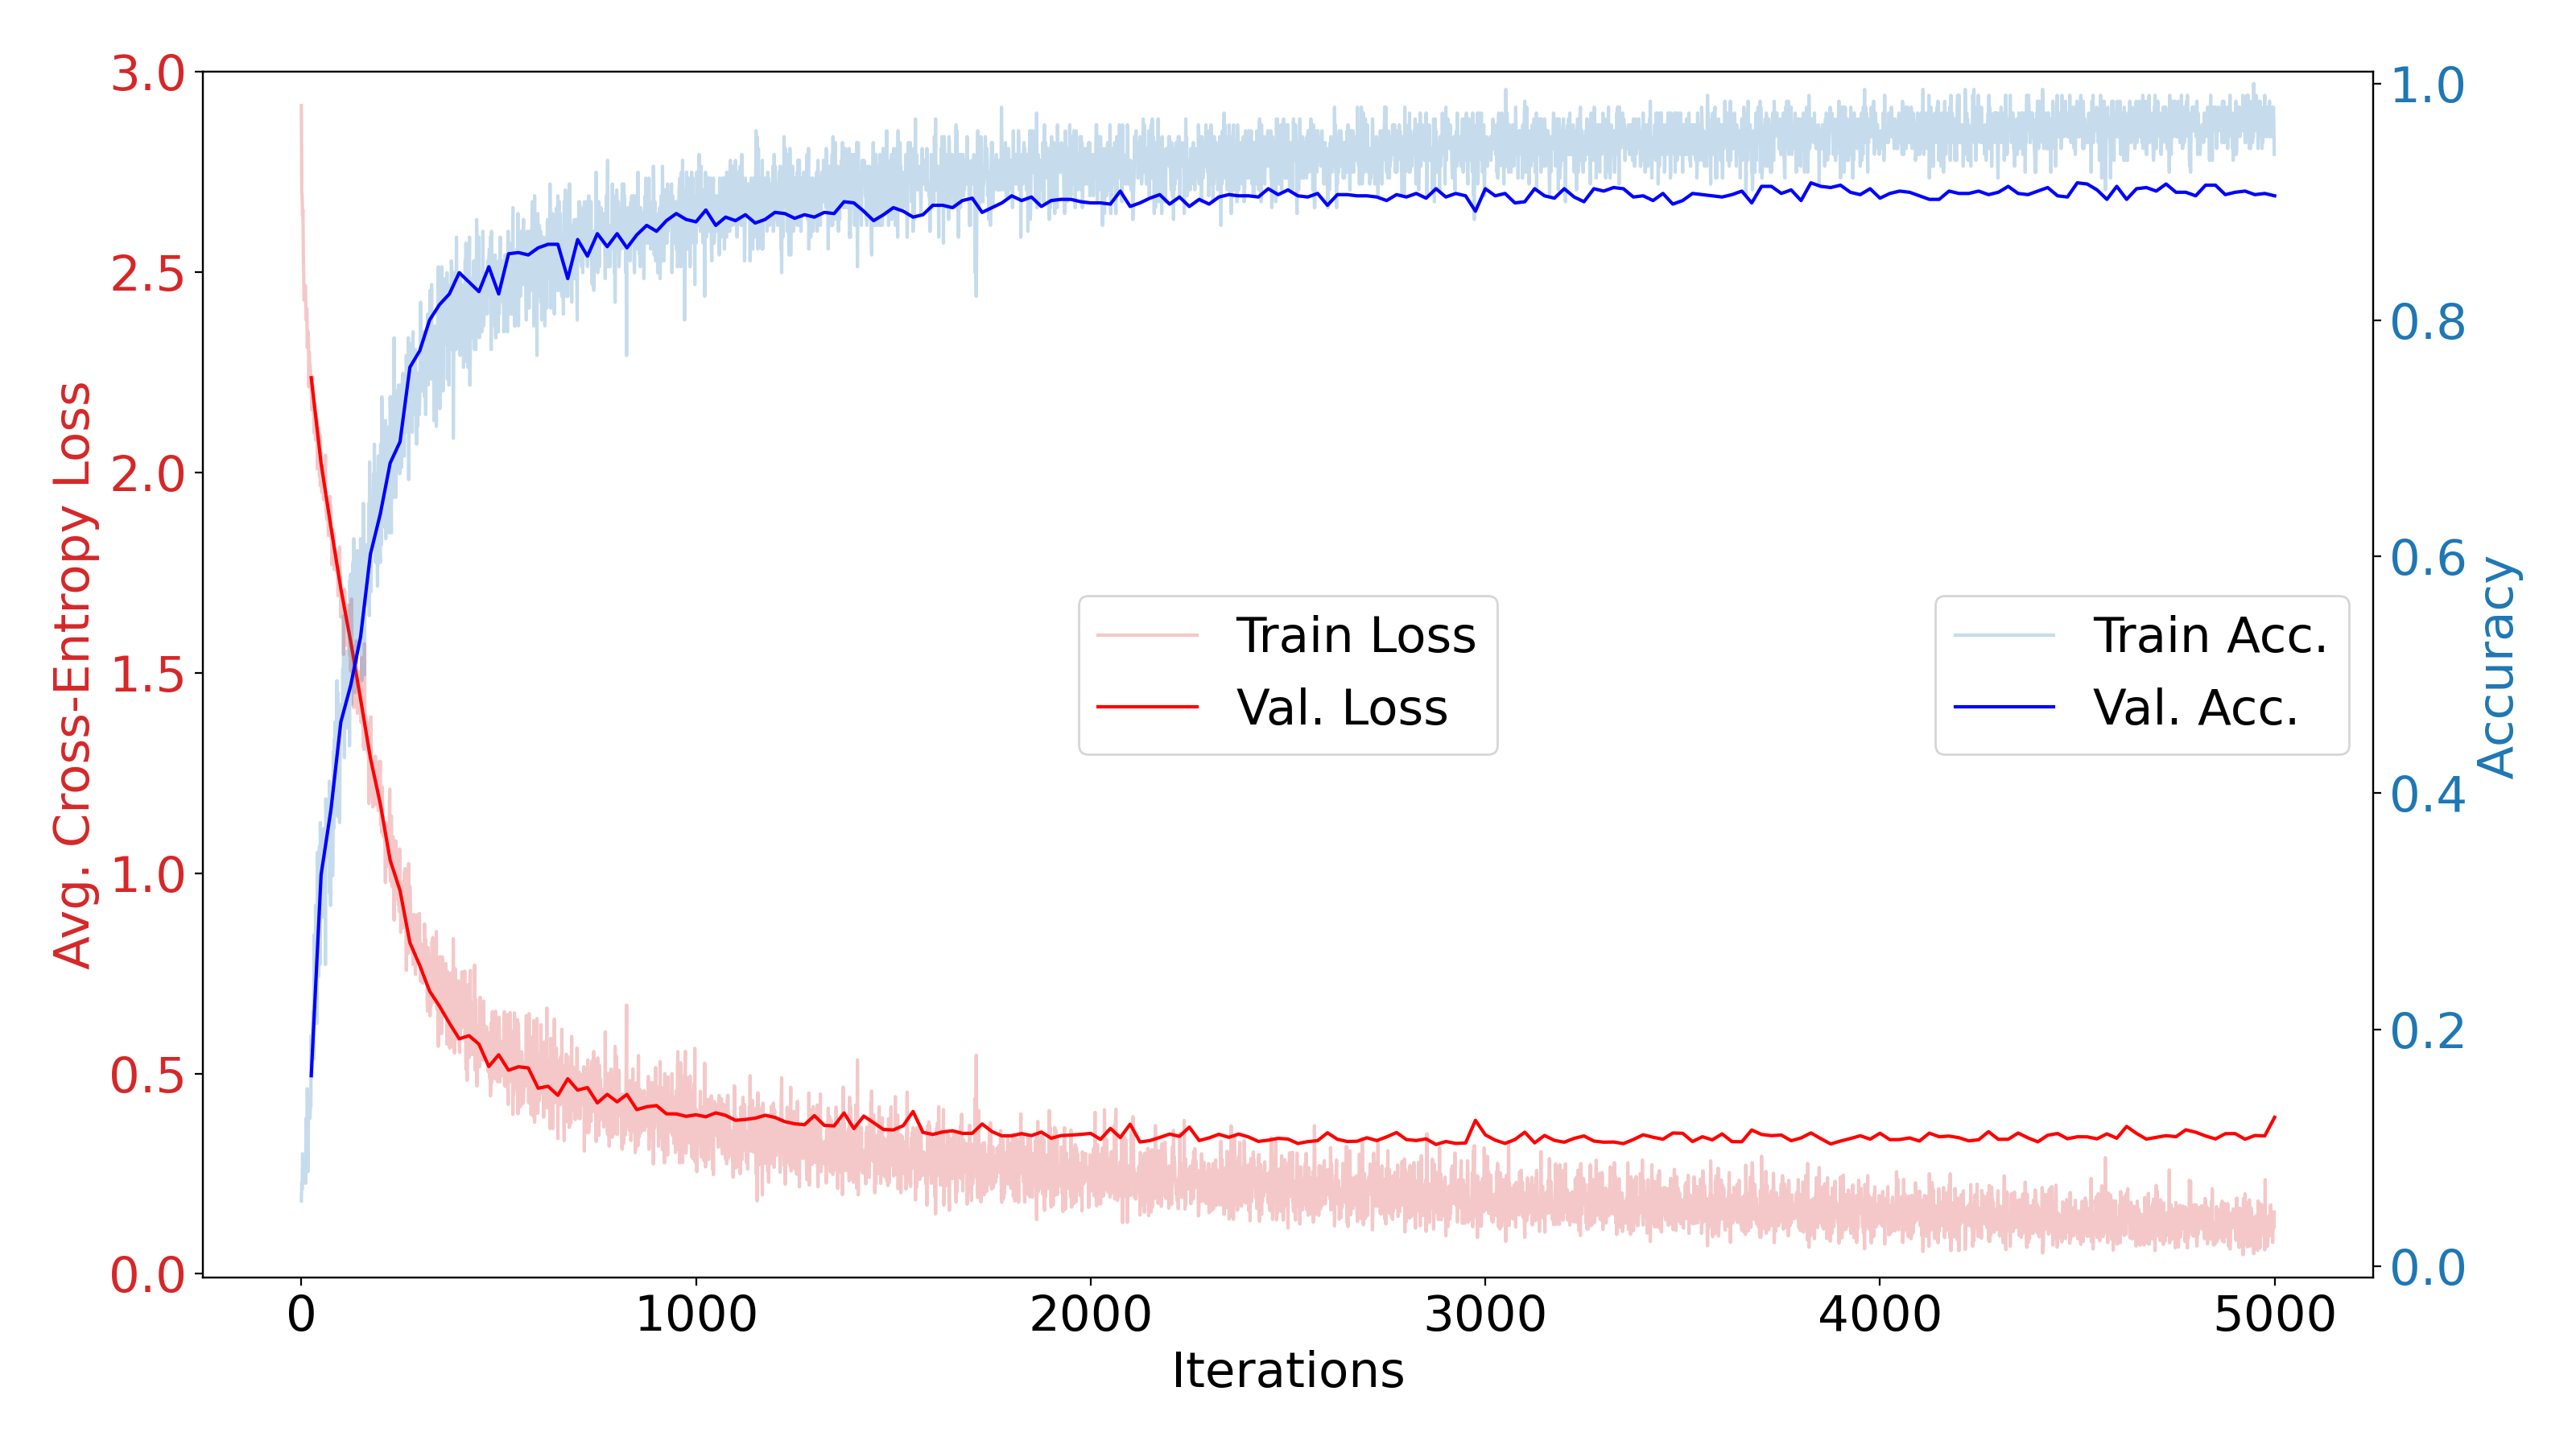 3.0
2.5
2.0
1.5
1.0
0.5
0.0
Avg. Cross-Entropy Loss
1.0
0.8
0.6
0.4
0.2
0.0
Accuracy
Train Loss
Val. Loss
Train Acc.
Val. Acc.
0 1000 2000 3000 4000 5000
Iterations